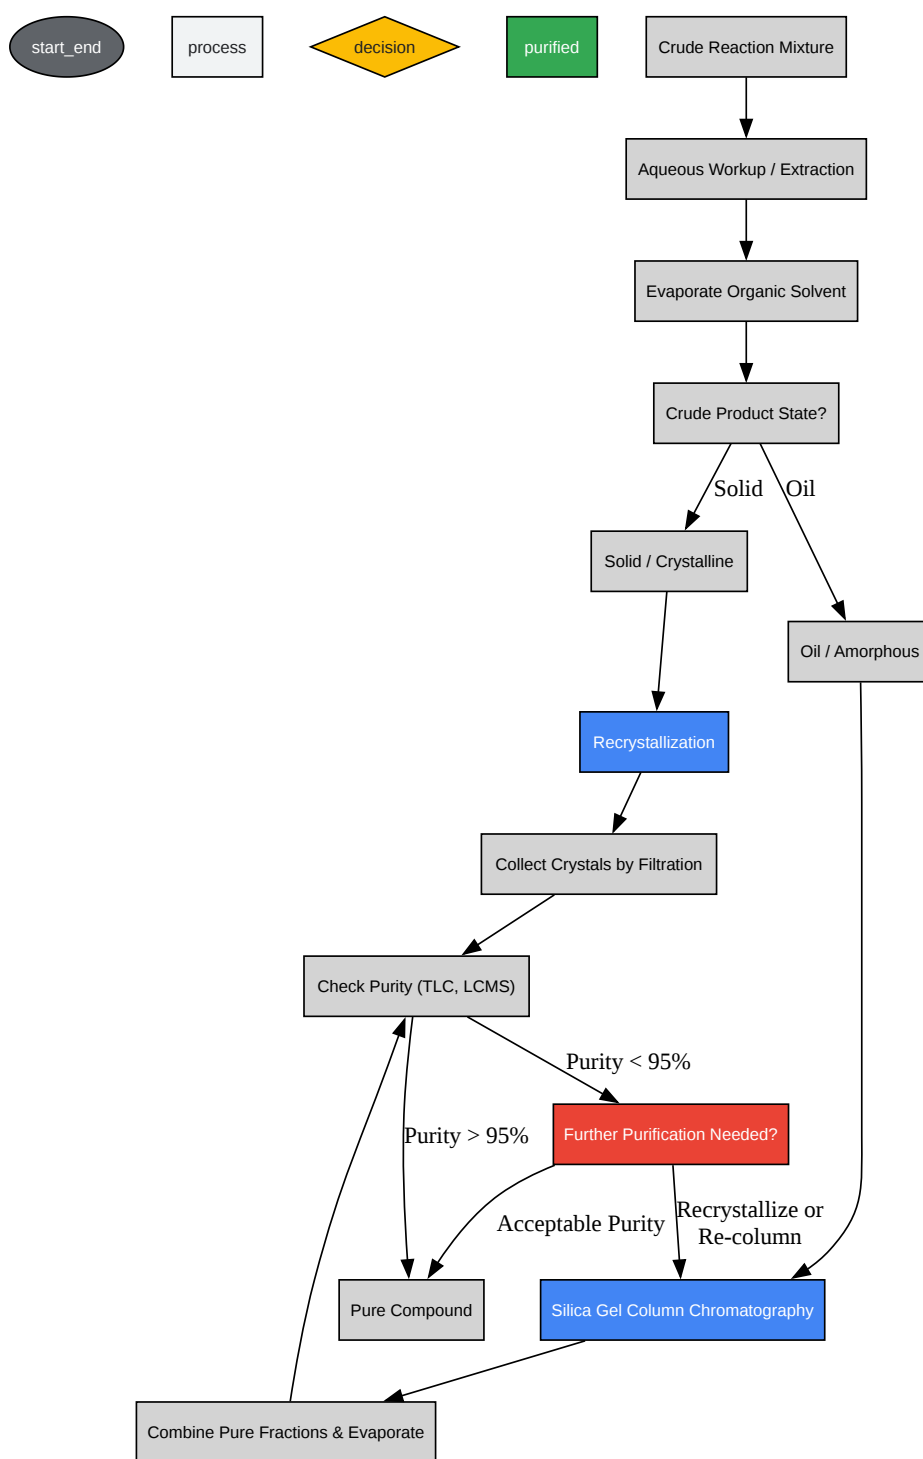 start_end
process
decision
purified
Crude Reaction Mixture
Aqueous Workup / Extraction
Evaporate Organic Solvent
Crude Product State?
Solid
Oil
Solid / Crystalline
Oil / Amorphous
Recrystallization
Collect Crystals by Filtration
Check Purity (TLC, LCMS)
Purity < 95%
Purity > 95%
Further Purification Needed?
Acceptable Purity
Recrystallize or
Re-column
Pure Compound
Silica Gel Column Chromatography
Combine Pure Fractions & Evaporate